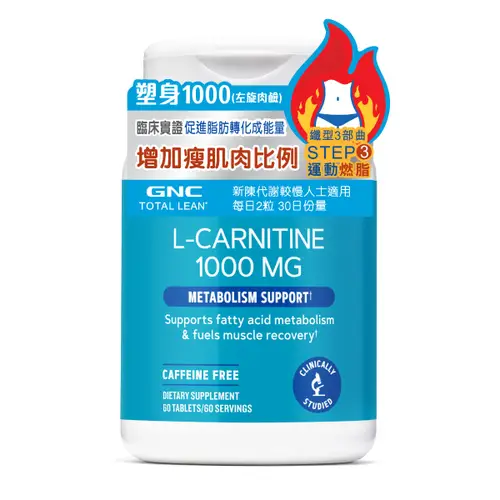 塑身1000(左旋肉鹼)
臨床實證 促進脂肪轉化成能量
增加瘦肌肉比例
纖型3部曲
STEP 3
運動燃脂
GNC
TOTAL LEAN™
新陳代謝較慢人士適用
每日2粒 30日份量
L-CARNITINE
1000 MG
METABOLISM SUPPORT†
Supports fatty acid metabolism
& fuels muscle recovery†
CAFFEINE FREE
DIETARY SUPPLEMENT
60 TABLETS/60 SERVINGS
CLINICALLY
STUDIED